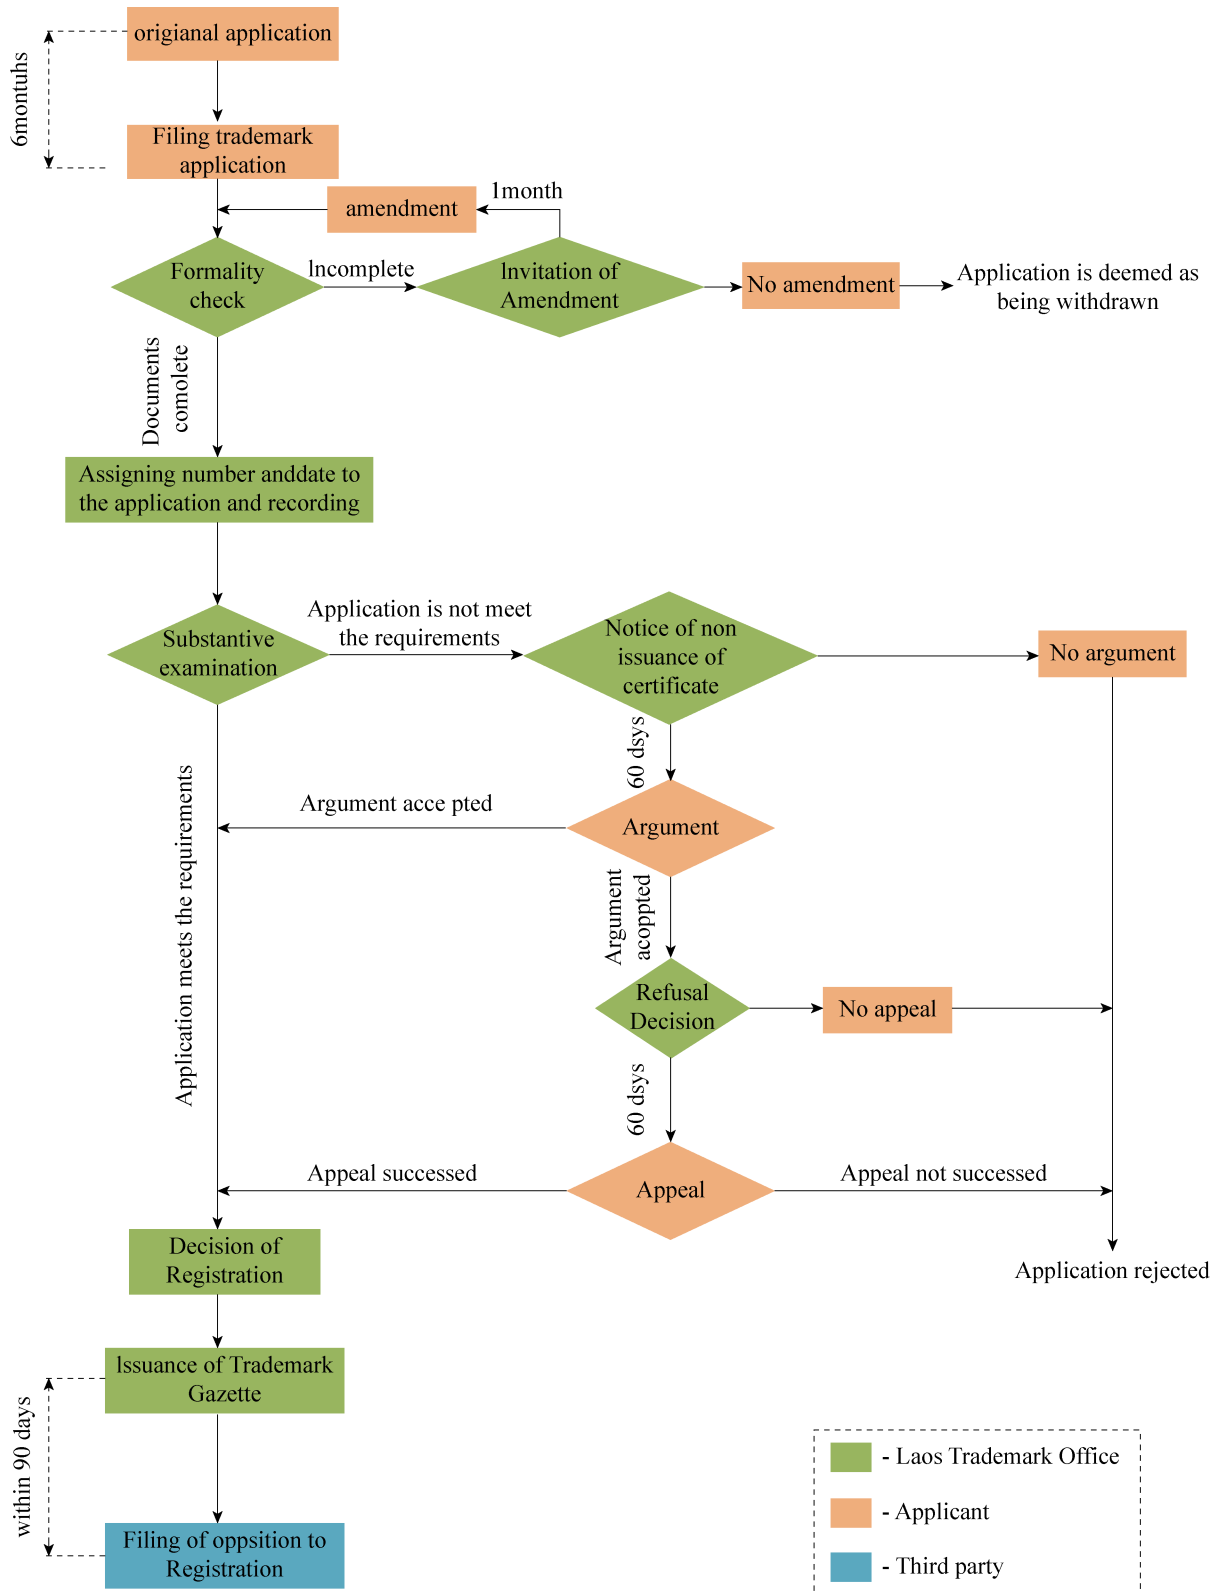 origianal application
6montuhs
Filing trademark
application
1month
amendment
Formality
check
lncomplete
lnvitation of
Amendment
No amendment
Application is deemed as
being withdrawn
Documents
comolete
Assigning number anddate to
the application and recording
Substantive
examination
Application is not meet
the requirements
Notice of non
issuance of
certificate
No argument
60 dsys
Application meets the requirements
Argument acce pted
Argument
Argument
acoppted
Refusal
Decision
No appeal
60 dsys
Appeal successed
Appeal
Appeal not successed
Decision of
Registration
Application rejected
lssuance of Trademark
Gazette
within 90 days
Filing of oppsition to
Registration
- Laos Trademark Office
- Applicant
- Third party